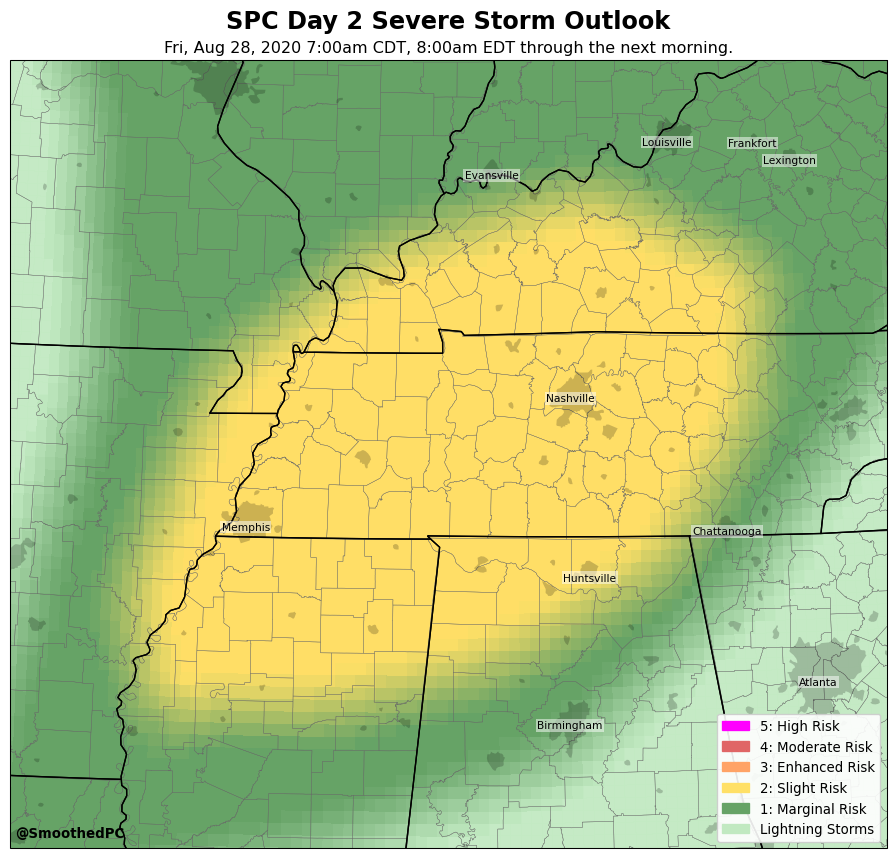 SPC Day 2 Severe Storm Outlook
Fri, Aug 28, 2020 7:00am CDT, 8:00am EDT through the next morning.
Louisville
Frankfort
Lexington
Evansville
Nashville
Memphis
Chattanooga
Huntsville
Atlanta
Birmingham
5: High Risk
4: Moderate Risk
3: Enhanced Risk
2: Slight Risk
1: Marginal Risk
Lightning Storms
@SmoothedPC